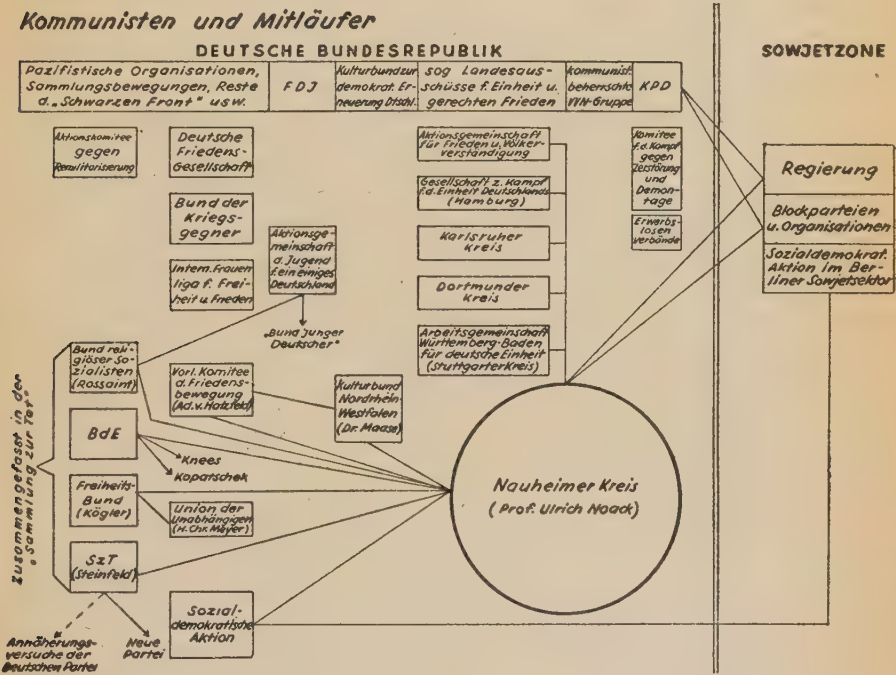 Kommunisten und Mitläufer
DEUTSCHE BUNDESREPUBLIK
SOWJETZONE
Pazifistische Organisationen,
Sammlungsbewegungen, Reste
d. „Schwarzen Front" usw.
FDJ
Kulturbund zur
demokrat. Er-
neuerung Dtschl.
sog Landesaus-
schüsse f. Einheit u.
gerechten Frieden
kommunist.
beherrschte
VVN-Gruppe
KPD
Aktionskomitee
gegen
Remilitarisierung
Deutsche
Friedens-
Gesellschaft
Bund der
Kriegs-
gegner
Intern. Frauen
liga f. Frei-
heit u. Frieden
Aktionsge-
meinschaft
d. Jugend
f. ein einiges
Deutschland
„Bund Junger
Deutscher"
Aktionsgemeinschaft
für Frieden u. Völker-
verständigung
Gesellschaft z. Kampf
f.d. Einheit Deutschlands
(Hamburg)
Karlsruher
Kreis
Dortmunder
Kreis
Arbeitsgemeinschaft
Württemberg-Baden
für deutsche Einheit
(Stuttgarter Kreis)
Komitee
f.d. Kampf
gegen
Zerstörung
und
Demon-
tage
Erwerbs-
losen
verbände
Regierung
Blockparteien
u. Organisationen
Sozialdemokrat.
Aktion im Ber-
liner Sowjetsektor
zusammengefasst in der
„Sammlung zur Tat"
Bund reli-
giöser So-
zialisten
(Rossaint)
Vorl. Komitee
d. Friedens-
bewegung
(Ad. v. Hatzfeld)
Kulturbund
Nordrhein-
Westfalen
(Dr. Maase)
BdE
Knees
Kopatschek
Freiheits-
Bund
(Kögler)
Union der
Unabhängigen
(H. Chr. Meyer)
SzT
(Steinfeld)
Sozial-
demokratische
Aktion
Annäherungs-
versuche der
Deutschen Partei
Neue
Partei
Nauheimer Kreis
(Prof. Ulrich Noack)